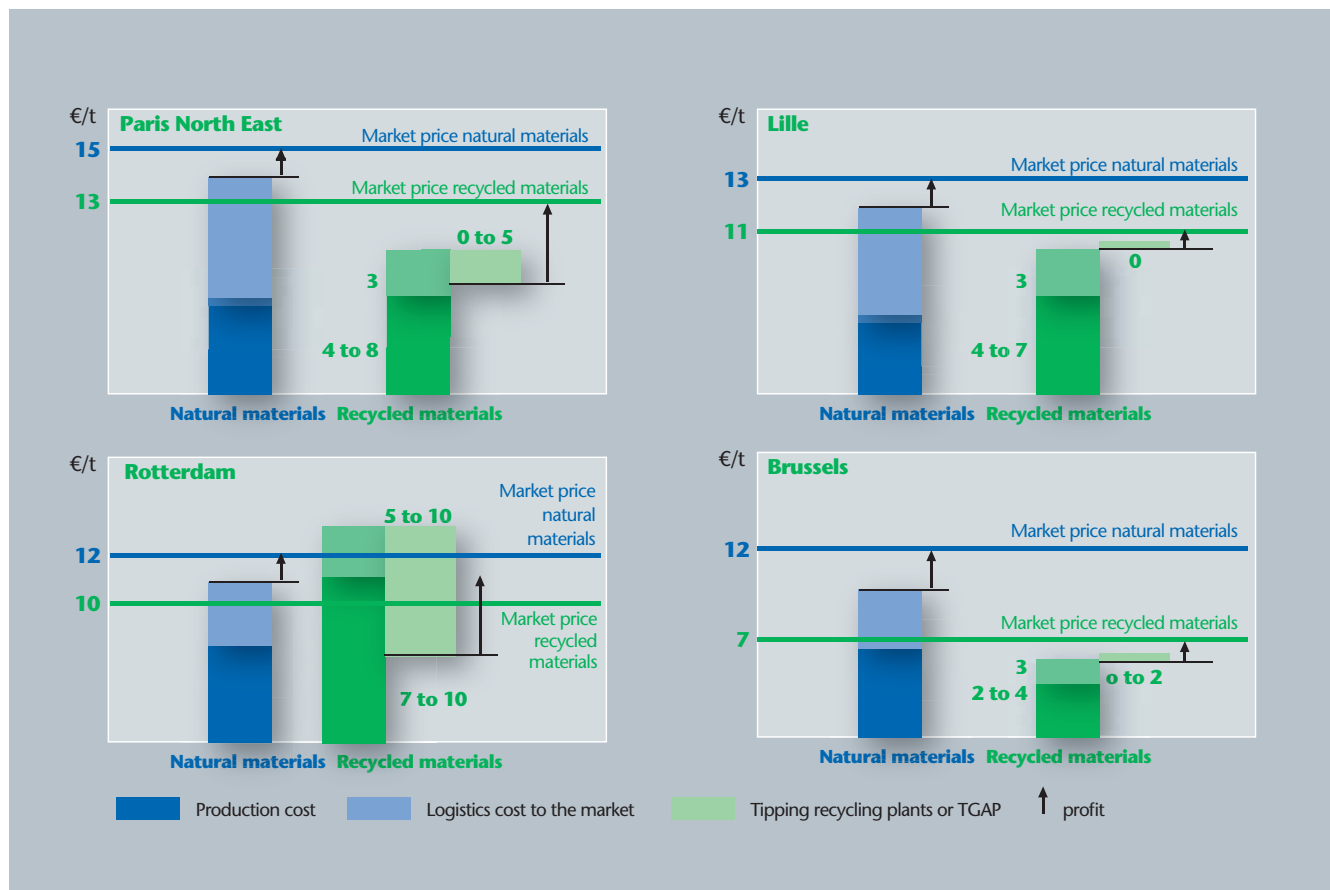 €/t
Paris North East
Market price natural materials
15
Market price recycled materials
13
0 to 5
3
4 to 8
Natural materials
Recycled materials
€/t
Lille
Market price natural materials
13
Market price recycled materials
11
0
3
4 to 7
Natural materials
Recycled materials
€/t
Rotterdam
Market price
natural
materials
5 to 10
12
10
Market price
recycled
materials
7 to 10
Natural materials
Recycled materials
€/t
Brussels
Market price natural materials
12
Market price recycled materials
7
3
o to 2
2 to 4
Natural materials
Recycled materials
Production cost
Logistics cost to the market
Tipping recycling plants or TGAP
profit